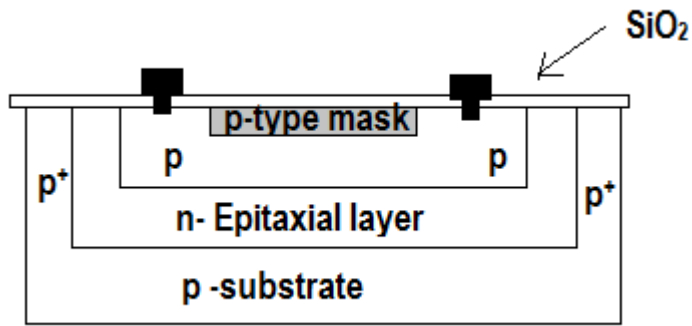 SiO₂
p-type mask
p p
p⁺ p⁺
n- Epitaxial layer
p -substrate